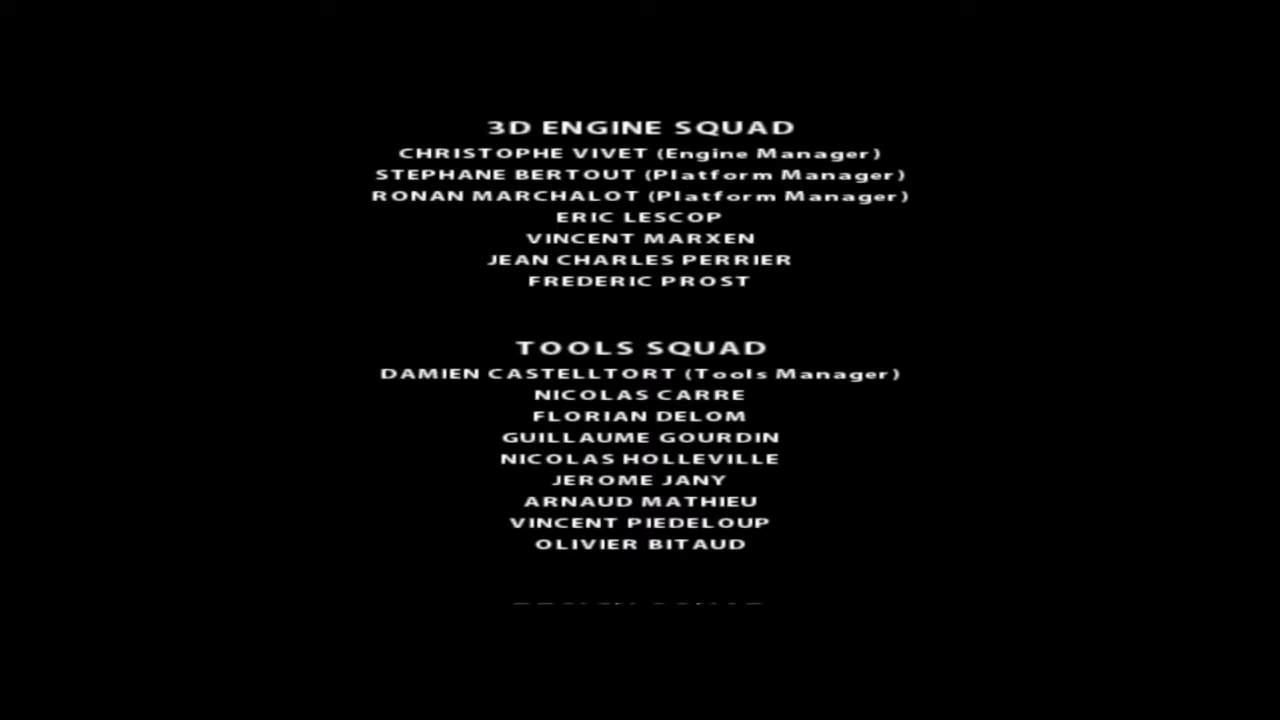 3D ENGINE SQUAD
CHRISTOPHE VIVET (Engine Manager)
STEPHANE BERTOUT (Platform Manager)
RONAN MARCHALOT (Platform Manager)
ERIC LESCOP
VINCENT MARXEN
JEAN CHARLES PERRIER
FREDERIC PROST
TOOLS SQUAD
DAMIEN CASTELLTORT (Tools Manager)
NICOLAS CARRE
FLORIAN DELOM
GUILLAUME GOURDIN
NICOLAS HOLLEVILLE
JEROME JANY
ARNAUD MATHIEU
VINCENT PIEDELOUP
OLIVIER BITAUD